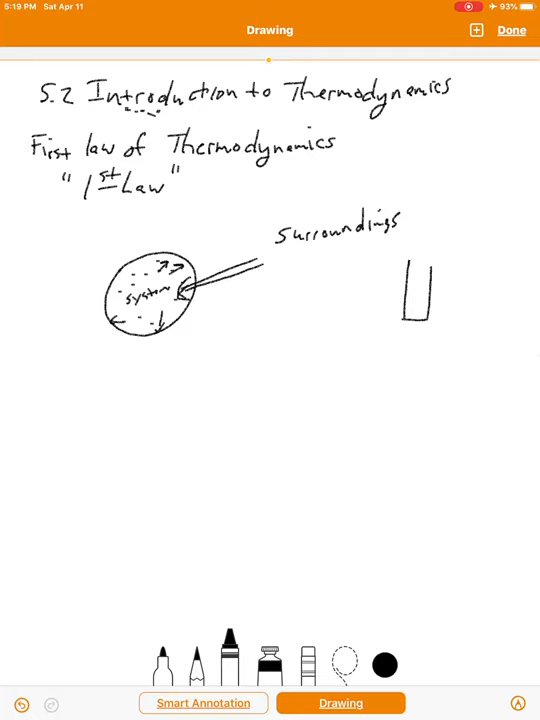 5:19 PM Sat Apr 11
93%
Drawing
Done
5.2 Introduction to Thermodynamics
First law of Thermodynamics
"1st Law"
surroundings
system
Smart Annotation
Drawing